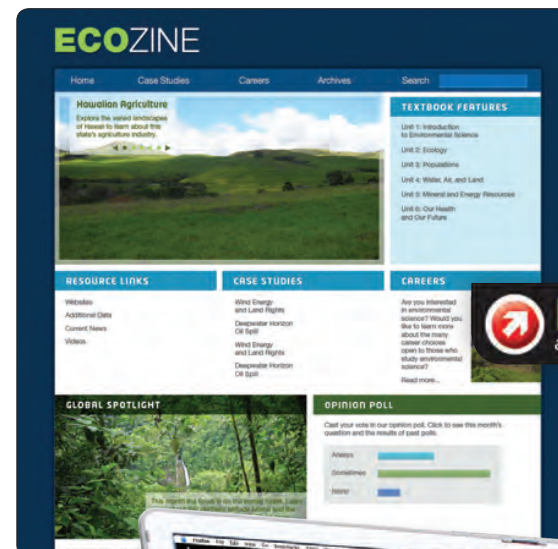 ECOZINE
Home Case Studies Careers Archives Search
Hawaiian Agriculture
Explore the varied landscapes
of Hawaii to learn about this
state's agriculture industry.
TEXTBOOK FEATURES
Unit 1: Introduction
to Environmental Science
Unit 2: Ecology
Unit 3: Populations
Unit 4: Water, Air, and Land
Unit 5: Mineral and Energy Resources
Unit 6: Our Health
and Our Future
RESOURCE LINKS
Websites
Additional Data
Current News
Videos
CASE STUDIES
Wind Energy
and Land Rights
Deepwater Horizon
Oil Spill
Wind Energy
and Land Rights
Deepwater Horizon
Oil Spill
CAREERS
Are you interested
in environmental
science? Would you
like to learn more
about the many
career choices
open to those who
study environmental
science?
Read more...
GLOBAL SPOTLIGHT
OPINION POLL
Cast your vote in our opinion poll. Click to see this month's
question and the results of past polls.
Always
Sometimes
Never